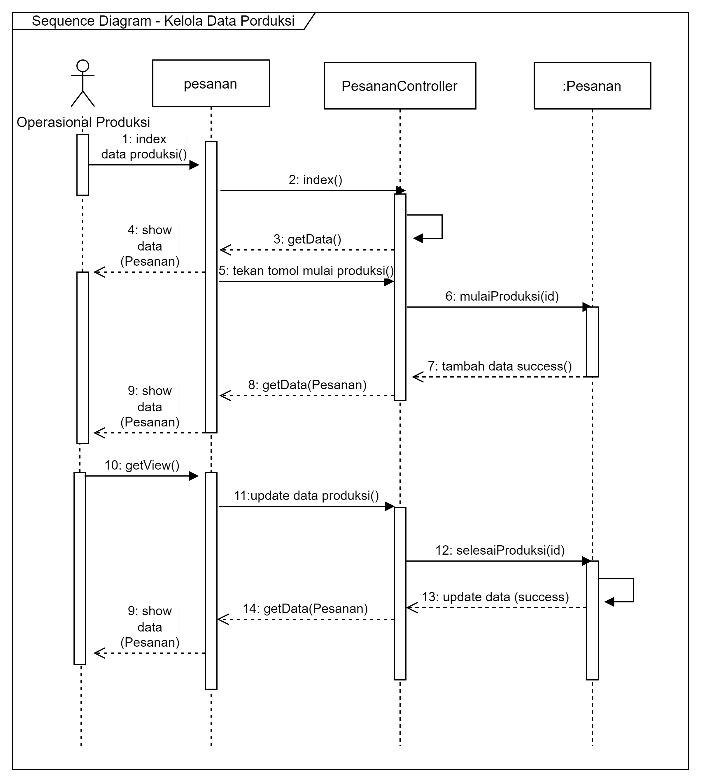 Sequence Diagram - Kelola Data Porduksi
pesanan
PesananController
:Pesanan
Operasional Produksi
1: index
data produksi()
2: index()
3: getData()
4: show
data
(Pesanan)
5: tekan tomol mulai produksi()
6: mulaiProduksi(id)
7: tambah data success()
8: getData(Pesanan)
9: show
data
(Pesanan)
10: getView()
11:update data produksi()
12: selesaiProduksi(id)
13: update data (success)
14: getData(Pesanan)
9: show
data
(Pesanan)